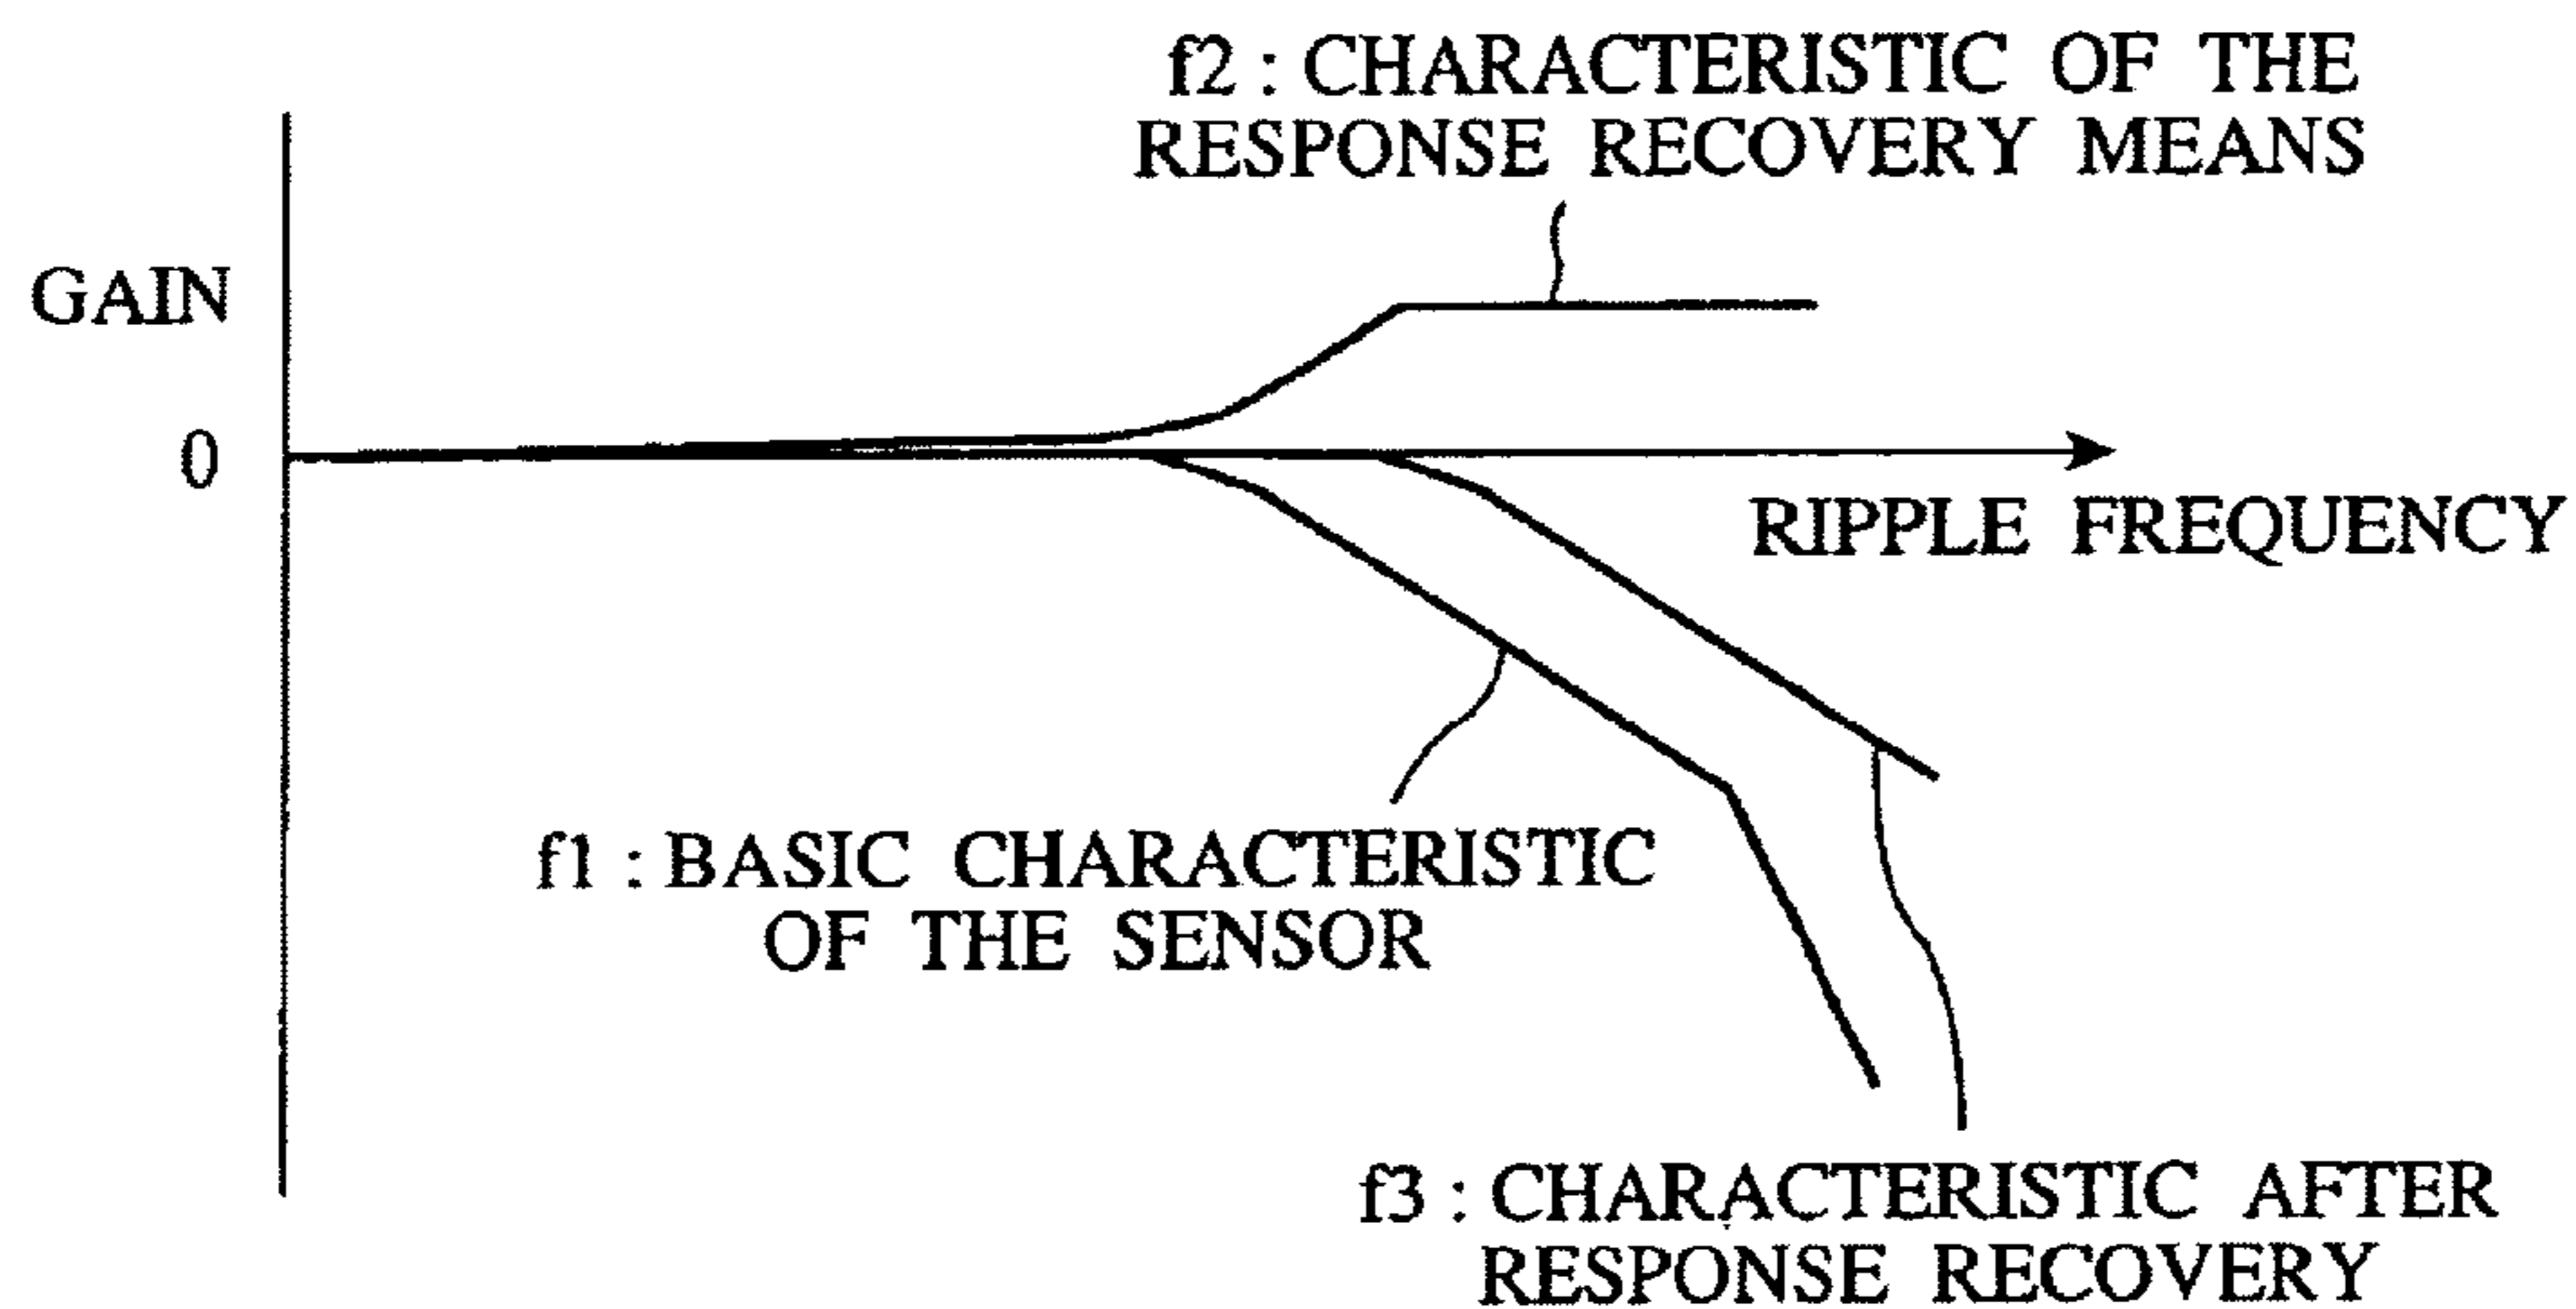 f2 : CHARACTERISTIC OF THE
RESPONSE RECOVERY MEANS
GAIN
0
RIPPLE FREQUENCY
f1 : BASIC CHARACTERISTIC
OF THE SENSOR
f3 : CHARACTERISTIC AFTER
RESPONSE RECOVERY